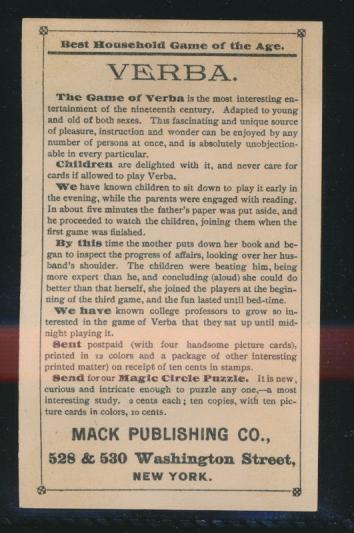 Best Household Game of the Age.
VERBA.
The Game of Verba is the most interesting en-
tertainment of the nineteenth century. Adapted to young
and old of both sexes. Thus fascinating and unique source
of pleasure, instruction and wonder can be enjoyed by any
number of persons at once, and is absolutely unobjection-
able in every particular.
Children are delighted with it, and never care for
cards if allowed to play Verba.
We have known children to sit down to play it early in
the evening, while the parents were engaged with reading.
In about five minutes the father's paper was put aside, and
he proceeded to watch the children, joining them when the
first game was finished.
By this time the mother puts down her book and be-
gan to inspect the progress of affairs, looking over her hus-
band's shoulder. The children were beating him, being
more expert than he, and concluding (aloud) she could do
better than that herself, she joined the players at the begin-
ning of the third game, and the fun lasted until bed-time.
We have known college professors to grow so in-
terested in the game of Verba that they sat up until mid-
night playing it.
Sent postpaid (with four handsome picture cards),
printed in 12 colors and a package of other interesting
printed matter) on receipt of ten cents in stamps.
Send for our Magic Circle Puzzle. It is new,
curious and intricate enough to puzzle any one,—a most
interesting study. 2 cents each; ten copies, with ten pic-
ture cards in colors, 10 cents.
MACK PUBLISHING CO.,
528 & 530 Washington Street,
NEW YORK.